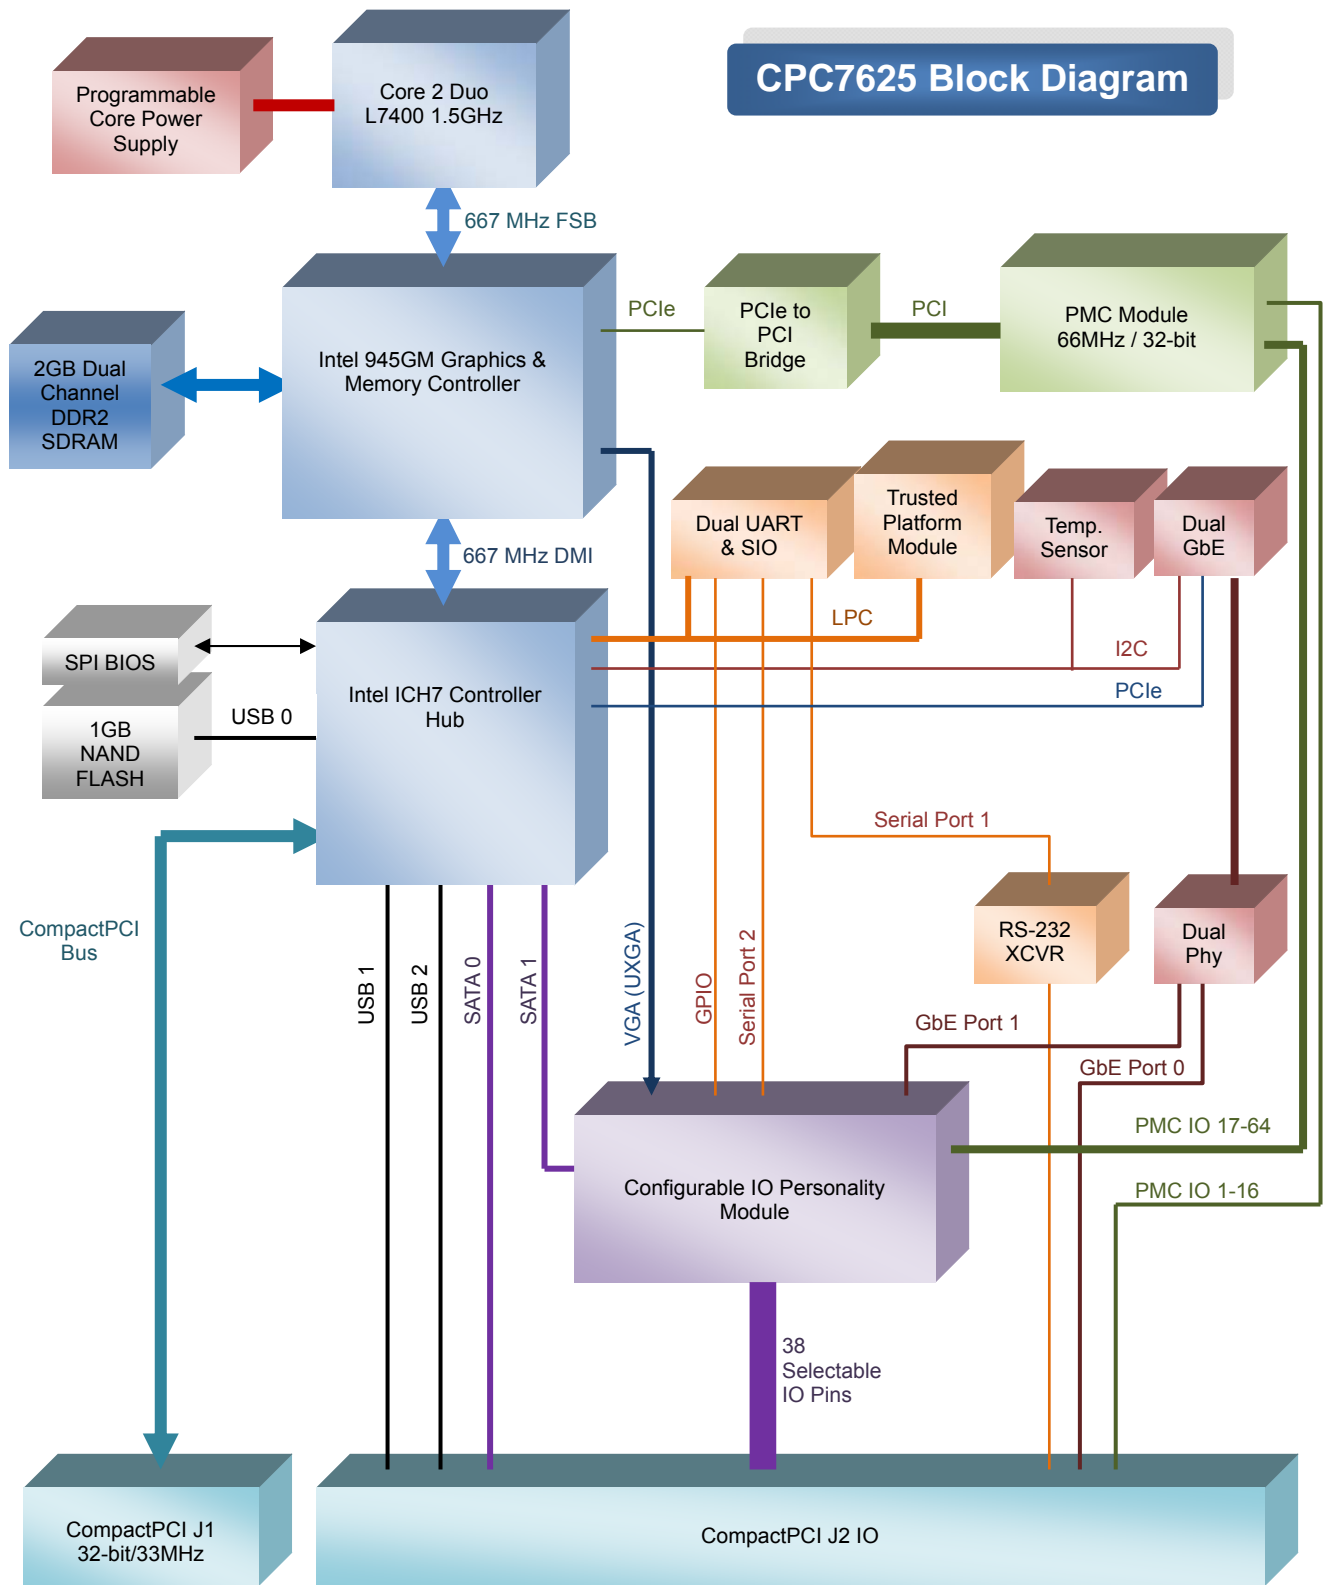 CPC7625 Block Diagram
Programmable
Core Power
Supply
Core 2 Duo
L7400 1.5GHz
667 MHz FSB
PCIe
PCIe to
PCI
Bridge
PCI
PMC Module
66MHz / 32-bit
Intel 945GM Graphics &
Memory Controller
2GB Dual
Channel
DDR2
SDRAM
667 MHz DMI
Dual UART
& SIO
Trusted
Platform
Module
Temp.
Sensor
Dual
GbE
LPC
I2C
PCIe
SPI BIOS
1GB
NAND
FLASH
USB 0
Intel ICH7 Controller
Hub
Serial Port 1
CompactPCI
Bus
USB 1
USB 2
SATA 0
SATA 1
VGA (UXGA)
GPIO
Serial Port 2
RS-232
XCVR
Dual
Phy
GbE Port 1
GbE Port 0
PMC IO 17-64
PMC IO 1-16
Configurable IO Personality
Module
38
Selectable
IO Pins
CompactPCI J1
32-bit/33MHz
CompactPCI J2 IO